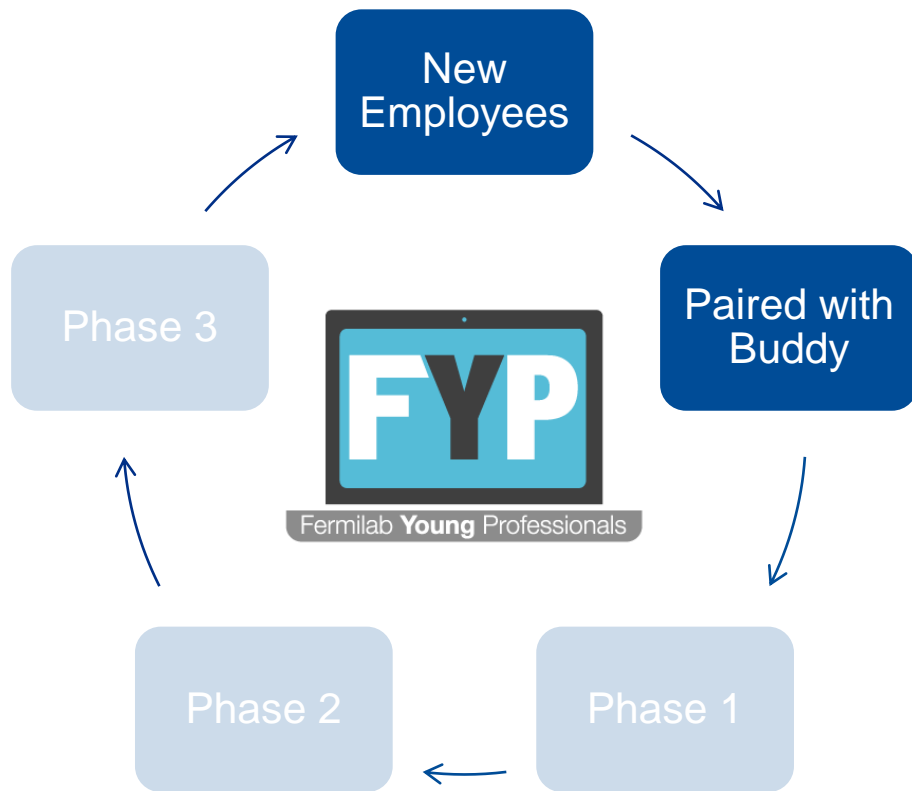 New
Employees
Paired with
Buddy
Phase 3
FYP
Fermilab Young Professionals
Phase 2
Phase 1